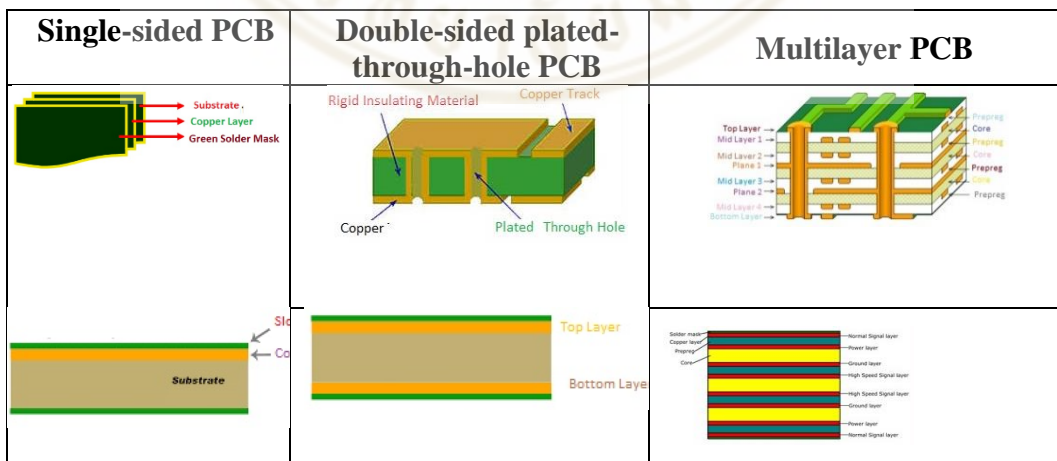 Single-sided PCB
Double-sided plated-
through-hole PCB
Multilayer PCB
Substrate .
Copper Layer
Green Solder Mask
Rigid Insulating Material
Copper Track
Copper
Plated Through Hole
Top Layer
Mid Layer 1
Mid Layer 2
Plane 1
Mid Layer 3
Plane 2
Mid Layer 4
Bottom Layer
Prepreg
Core
Prepreg
Core
Prepreg
Core
Prepreg
Slo
Co
Substrate
Top Layer
Bottom Laye
Solder mask
Copper layer
Prepreg
Core
Normal Signal layer
Power layer
Ground layer
High Speed Signal layer
High Speed Signal layer
Ground layer
Power layer
Normal Signal layer